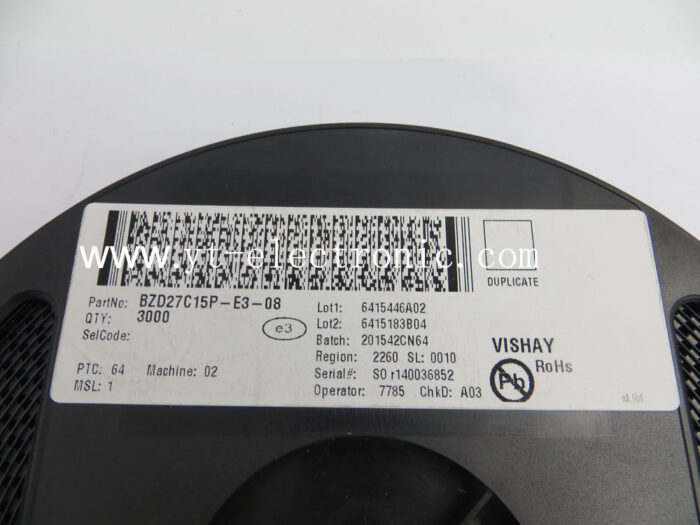 www.yt-electronic.com
DUPLICATE
PartNo: BZD27C15P-E3-08
QTY: 3000
SelCode:
e3
PTC: 64 Machine: 02
MSL: 1
Lot1: 6415446A02
Lot2: 6415183B04
Batch: 201542CN64
Region: 2260 SL: 0010
Serial#: SO r140036852
Operator: 7785 ChkD: A03
VISHAY
Pb
RoHs